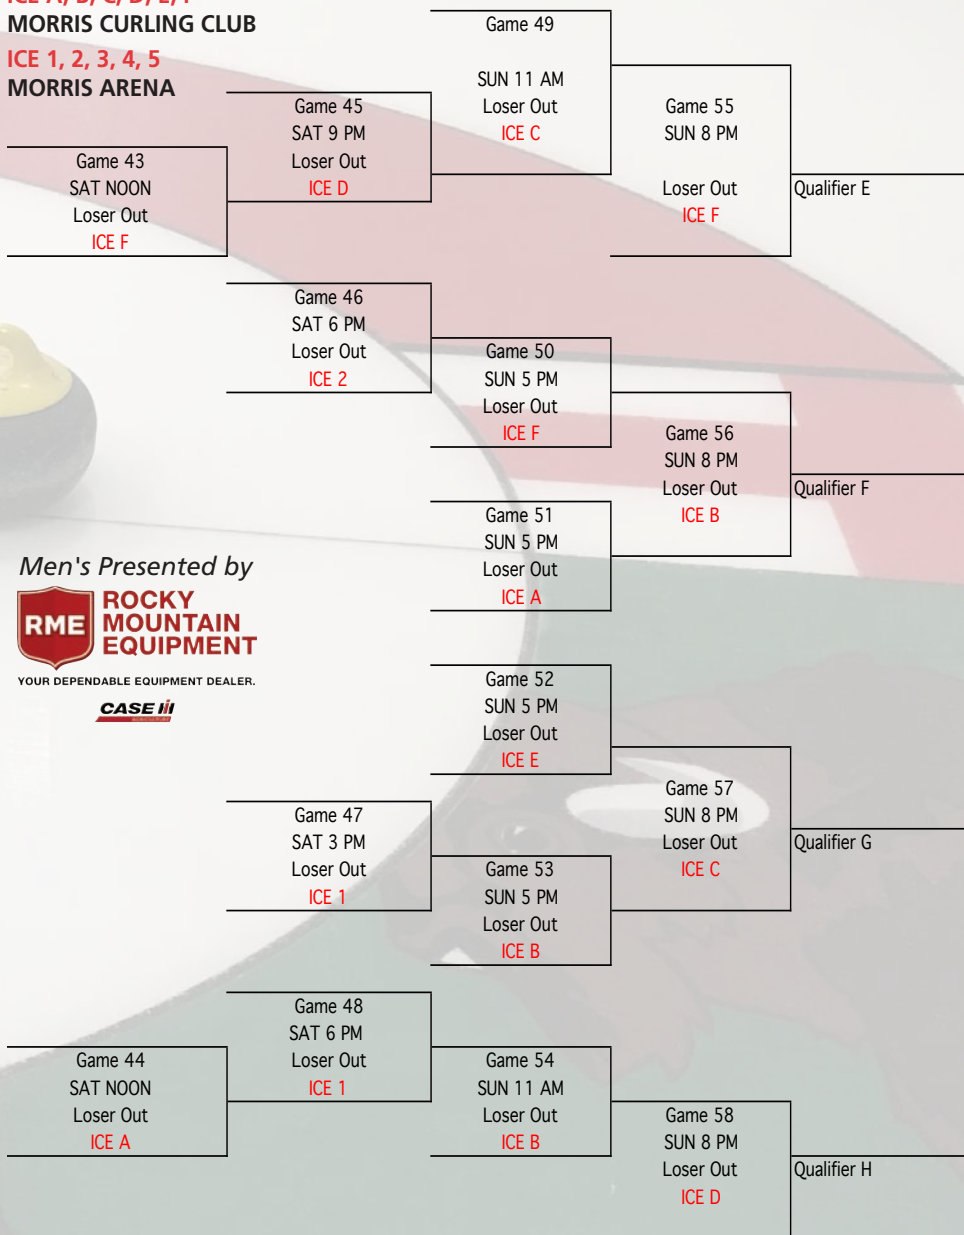 ICE A, B, C, D, E, F
MORRIS CURLING CLUB
ICE 1, 2, 3, 4, 5
MORRIS ARENA
Game 43
SAT NOON
Loser Out
ICE F
Game 45
SAT 9 PM
Loser Out
ICE D
Game 49
SUN 11 AM
Loser Out
ICE C
Game 55
SUN 8 PM
Loser Out
ICE F
Qualifier E
Game 46
SAT 6 PM
Loser Out
ICE 2
Game 50
SUN 5 PM
Loser Out
ICE F
Game 51
SUN 5 PM
Loser Out
ICE A
Game 56
SUN 8 PM
Loser Out
ICE B
Qualifier F
Men's Presented by
RME
ROCKY
MOUNTAIN
EQUIPMENT
YOUR DEPENDABLE EQUIPMENT DEALER.
CASE IH
Game 52
SUN 5 PM
Loser Out
ICE E
Game 47
SAT 3 PM
Loser Out
ICE 1
Game 53
SUN 5 PM
Loser Out
ICE B
Game 57
SUN 8 PM
Loser Out
ICE C
Qualifier G
Game 44
SAT NOON
Loser Out
ICE A
Game 48
SAT 6 PM
Loser Out
ICE 1
Game 54
SUN 11 AM
Loser Out
ICE B
Game 58
SUN 8 PM
Loser Out
ICE D
Qualifier H